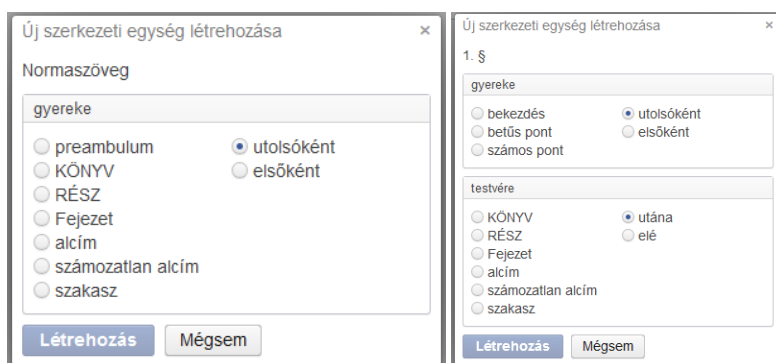 Új szerkezeti egység létrehozása ×
Normaszöveg
gyereke
preambulum utolsóként
KÖNYV elsőként
RÉSZ
Fejezet
alcím
számozatlan alcím
szakasz
Létrehozás Mégsem
Új szerkezeti egység létrehozása ×
1. §
gyereke
bekezdés utolsóként
betűs pont elsőként
számos pont
testvére
KÖNYV utána
RÉSZ elé
Fejezet
alcím
számozatlan alcím
szakasz
Létrehozás Mégsem